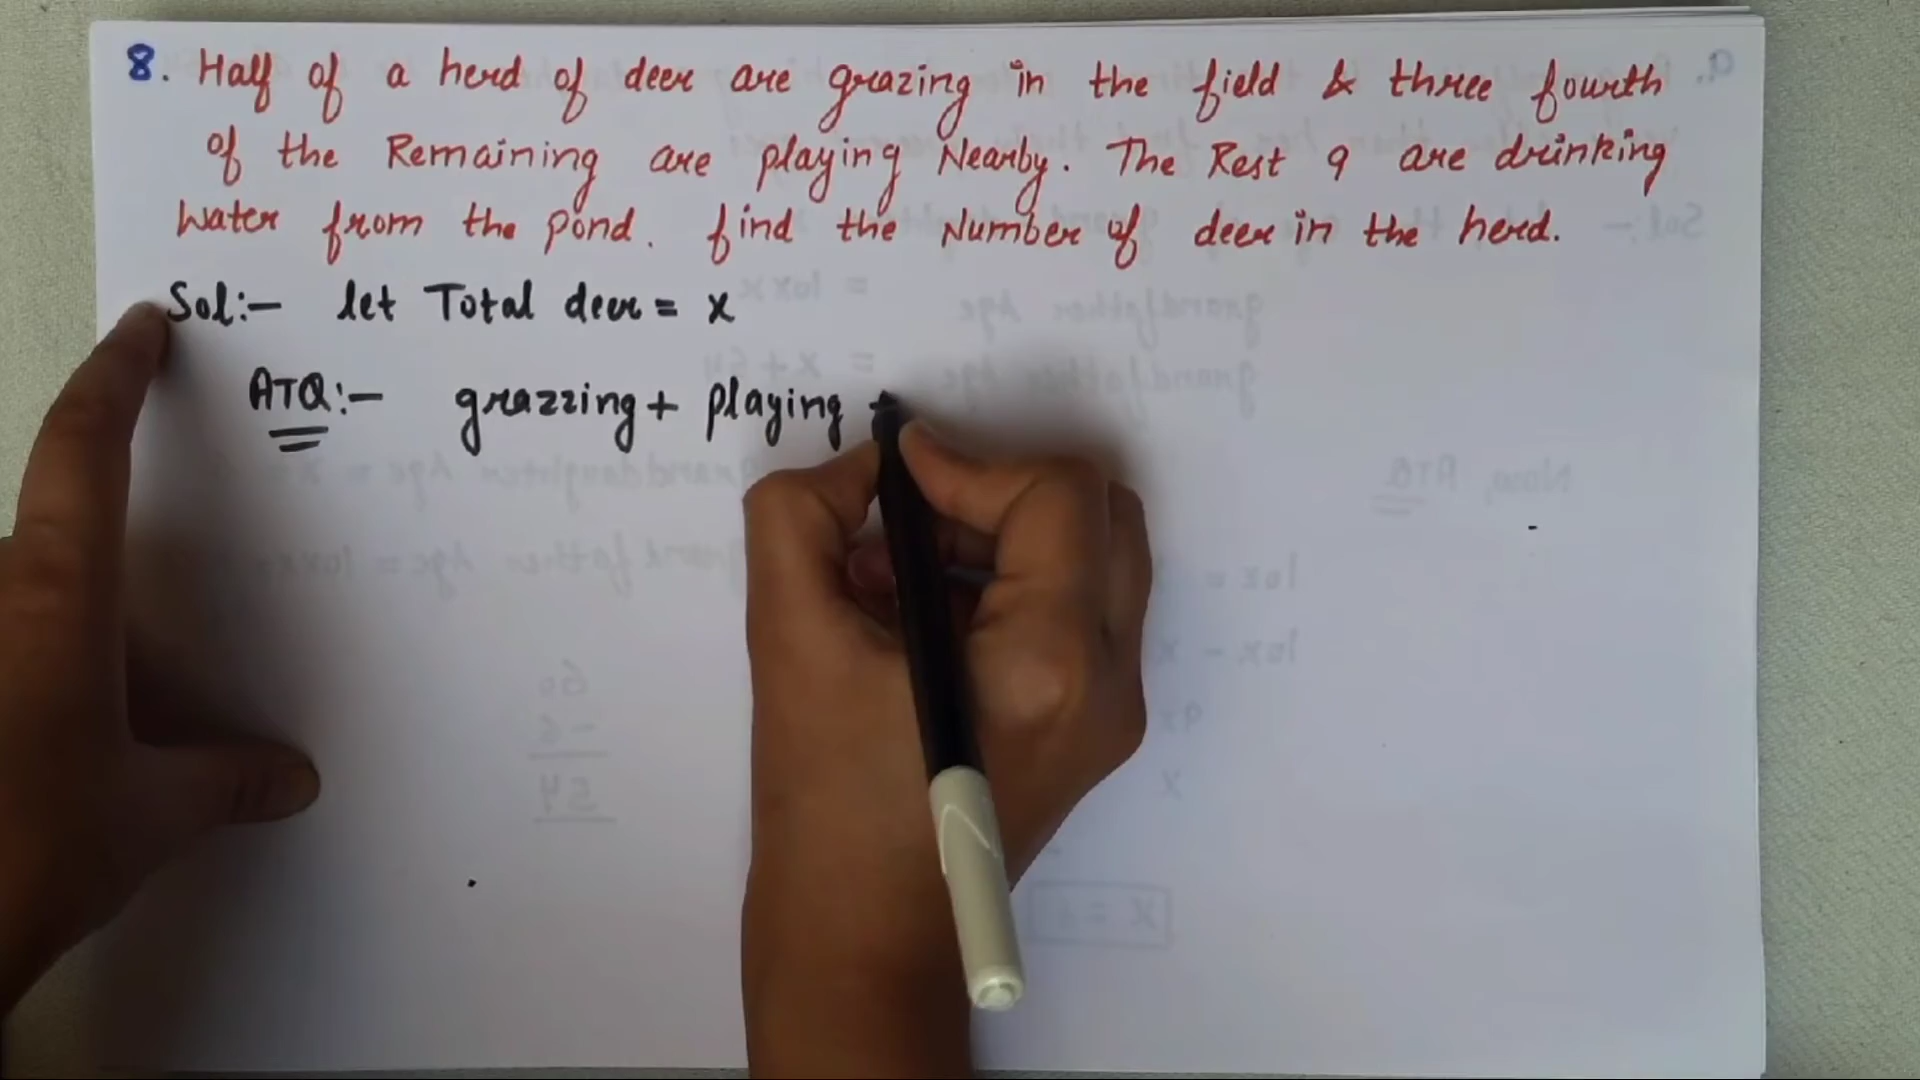 8. Half of a herd of deer are grazing in the field & three fourth
of the Remaining are playing Nearby. The Rest 9 are drinking
Water from the pond. find the Number of deer in the herd.
Sol:- let Total deer = x
ATQ:- grazzing + playing +